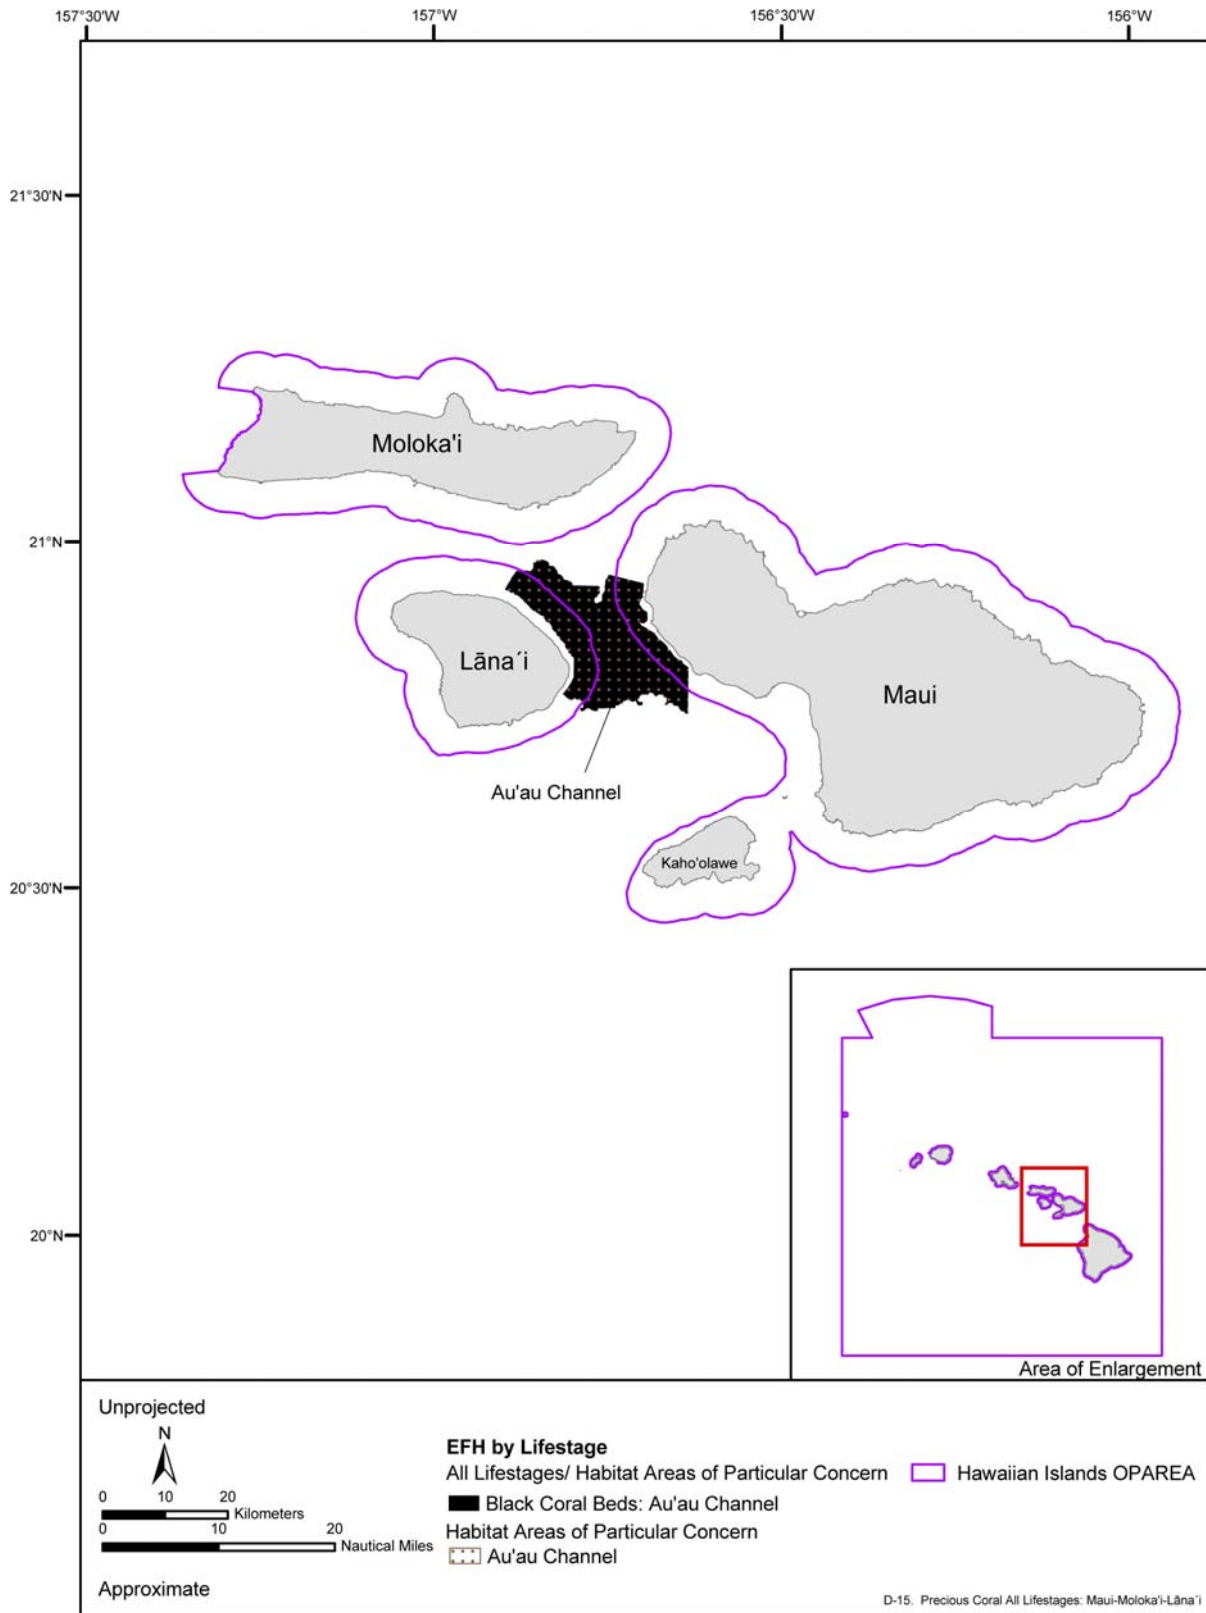 157°30'W 157°W 156°30'W 156°W
21°30'N
Moloka'i
21°N
Lāna´i
Maui
Au'au Channel
Kaho'olawe
20°30'N
20°N
Area of Enlargement
Unprojected
N
0 10 20
Kilometers
0 10 20
Nautical Miles
Approximate
EFH by Lifestage
All Lifestages/ Habitat Areas of Particular Concern
Black Coral Beds: Au'au Channel
Habitat Areas of Particular Concern
Au'au Channel
Hawaiian Islands OPAREA
D-15. Precious Coral All Lifestages: Maui-Moloka'i-Lāna´i